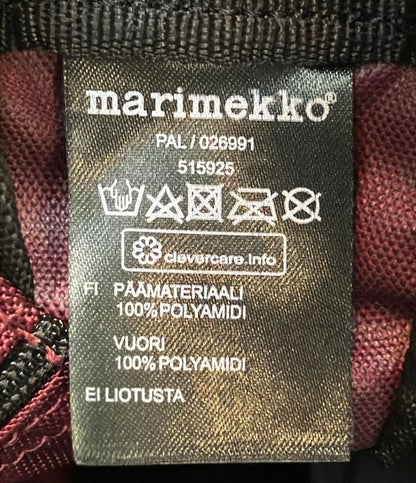 marimekko®
PAL / 026991
515925
clevercare.info
FI PÄÄMATERIAALI
100% POLYAMIDI
VUORI
100% POLYAMIDI
EI LIOTUSTA